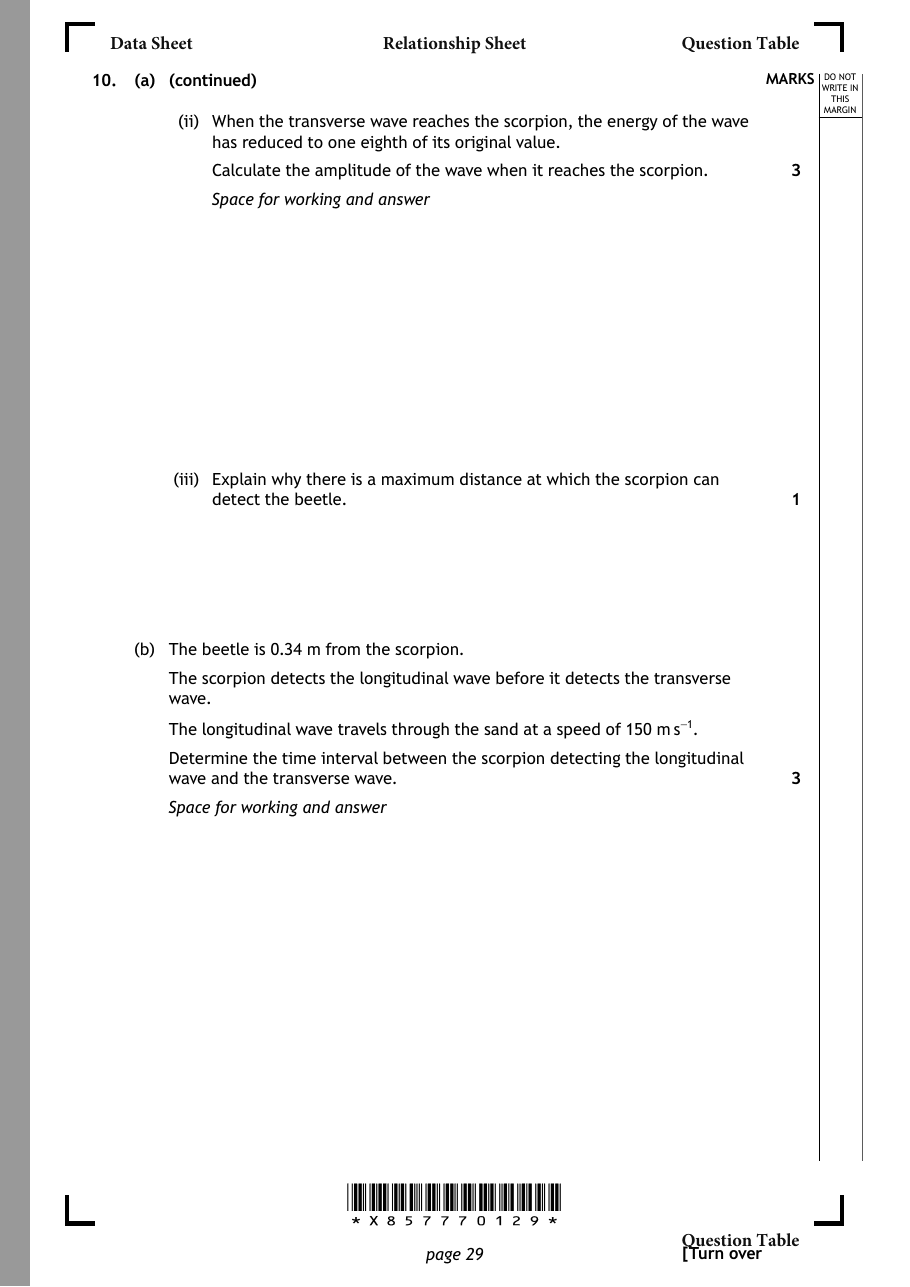 Data Sheet Relationship Sheet Question Table
10. (a) (continued) MARKS
DO NOT
WRITE IN
THIS
MARGIN
(ii) When the transverse wave reaches the scorpion, the energy of the wave
has reduced to one eighth of its original value.
Calculate the amplitude of the wave when it reaches the scorpion. 3
Space for working and answer
(iii) Explain why there is a maximum distance at which the scorpion can
detect the beetle. 1
(b) The beetle is 0.34 m from the scorpion.
The scorpion detects the longitudinal wave before it detects the transverse
wave.
The longitudinal wave travels through the sand at a speed of 150 m s⁻¹.
Determine the time interval between the scorpion detecting the longitudinal
wave and the transverse wave. 3
Space for working and answer
* X 8 5 7 7 7 0 1 2 9 *
Question Table
page 29 [Turn over